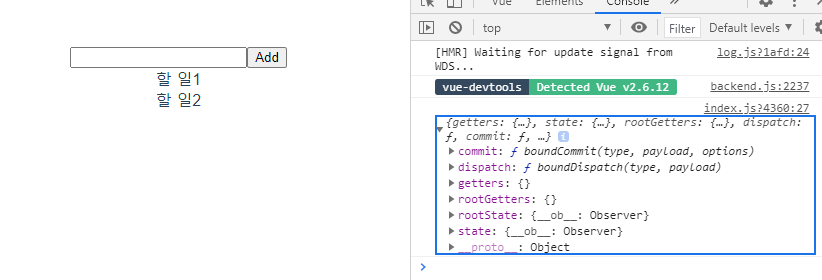 Vue Elements Console
top Filter Default levels
Add
할 일1
할 일2
[HMR] Waiting for update signal from log.js?1afd:24
WDS...
vue-devtools Detected Vue v2.6.12 backend.js:2237
index.js?4360:27
{getters: {…}, state: {…}, rootGetters: {…}, dispatch:
ƒ, commit: ƒ, …} i
commit: ƒ boundCommit(type, payload, options)
dispatch: ƒ boundDispatch(type, payload)
getters: {}
rootGetters: {}
rootState: {__ob__: Observer}
state: {__ob__: Observer}
__proto__: Object